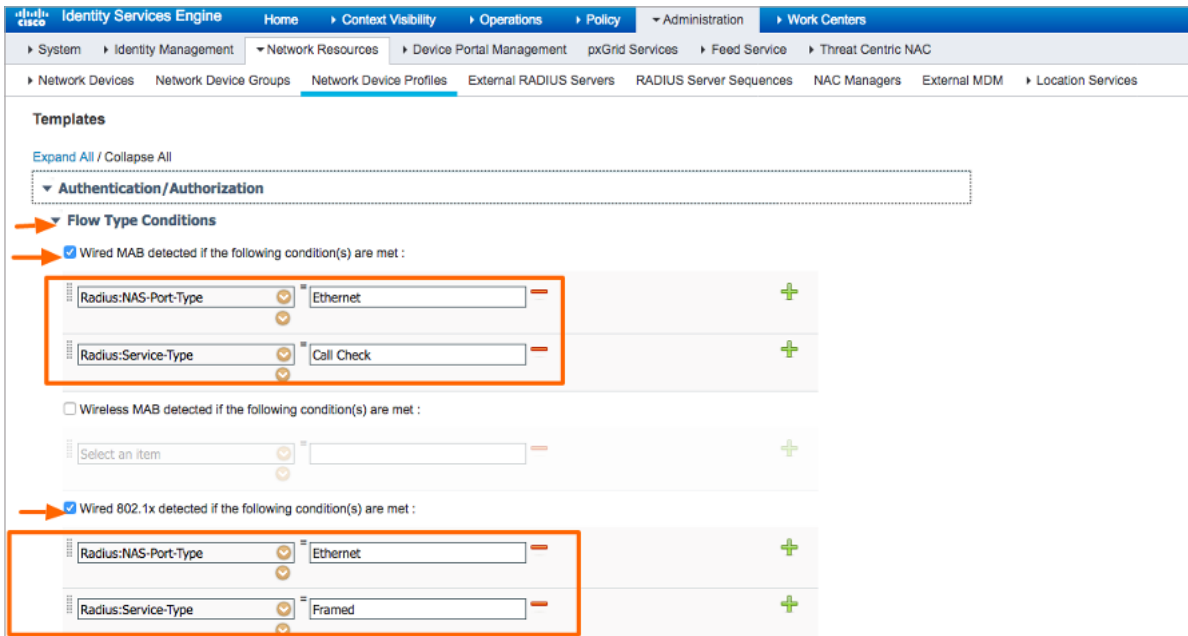 cisco Identity Services Engine Home Context Visibility Operations Policy Administration Work Centers
System Identity Management Network Resources Device Portal Management pxGrid Services Feed Service Threat Centric NAC
Network Devices Network Device Groups Network Device Profiles External RADIUS Servers RADIUS Server Sequences NAC Managers External MDM Location Services
Templates
Expand All / Collapse All
Authentication/Authorization
Flow Type Conditions
Wired MAB detected if the following condition(s) are met :
Radius:NAS-Port-Type = Ethernet
Radius:Service-Type = Call Check
Wireless MAB detected if the following condition(s) are met :
Select an item =
Wired 802.1x detected if the following condition(s) are met :
Radius:NAS-Port-Type = Ethernet
Radius:Service-Type = Framed